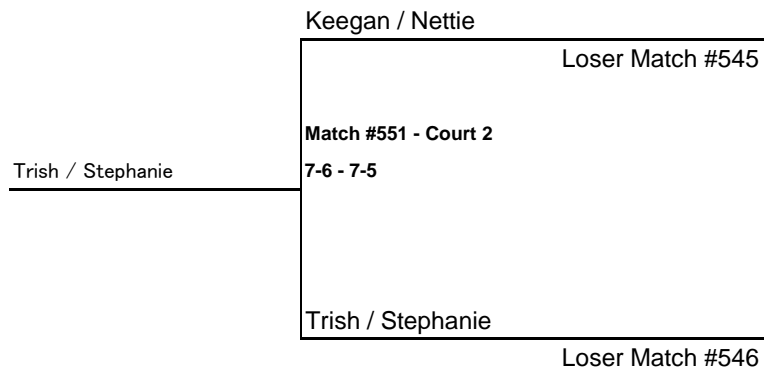 Keegan / Nettie
Loser Match #545
Match #551 - Court 2
Trish / Stephanie
7-6 - 7-5
Trish / Stephanie
Loser Match #546